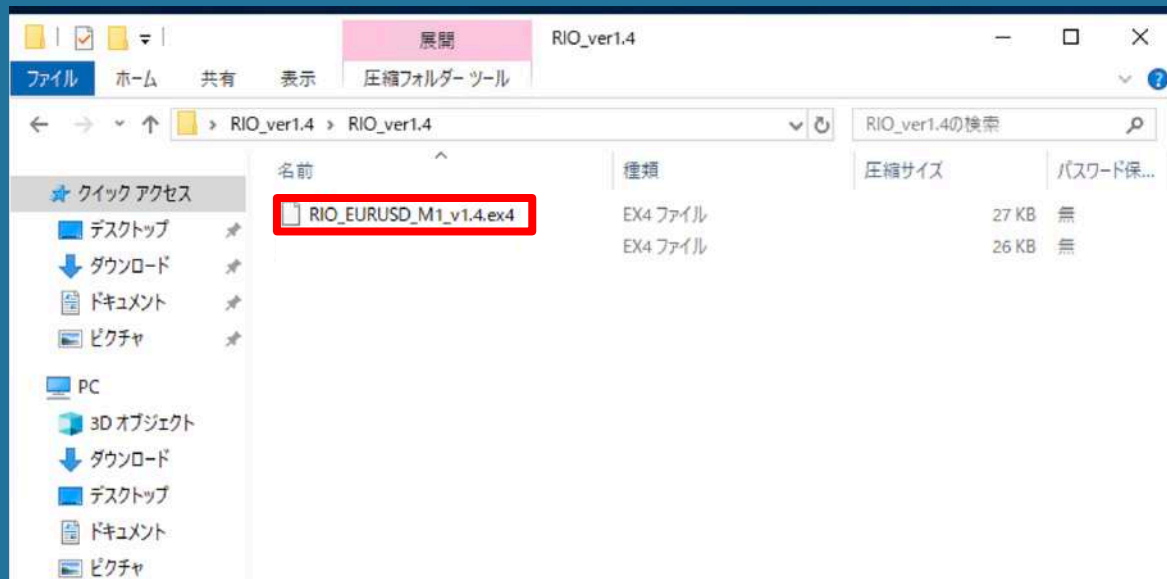 展開
RIO_ver1.4
ファイル ホーム 共有 表示 圧縮フォルダー ツール
RIO_ver1.4 › RIO_ver1.4
RIO_ver1.4の検索
名前 種類 圧縮サイズ パスワード保...
RIO_EURUSD_M1_v1.4.ex4 EX4 ファイル 27 KB 無
EX4 ファイル 26 KB 無
クイック アクセス
デスクトップ
ダウンロード
ドキュメント
ピクチャ
PC
3D オブジェクト
ダウンロード
デスクトップ
ドキュメント
ピクチャ